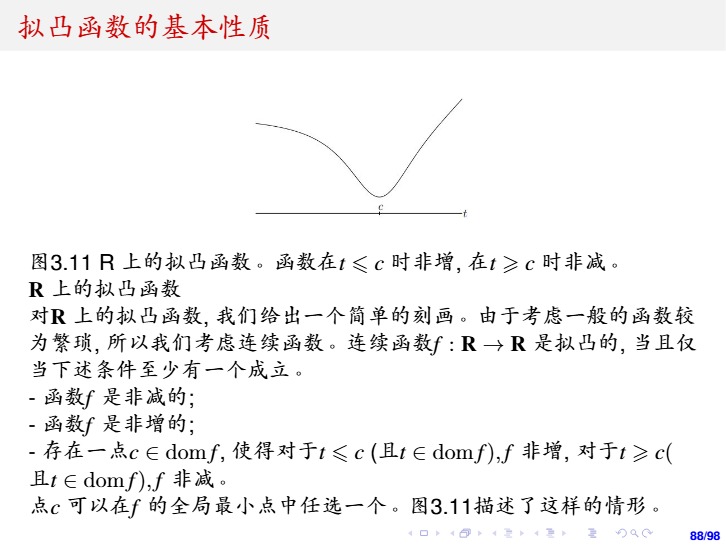 拟凸函数的基本性质
c
t
图3.11 R 上的拟凸函数。函数在t ⩽ c 时非增, 在t ⩾ c 时非减。
R 上的拟凸函数
对R 上的拟凸函数, 我们给出一个简单的刻画。由于考虑一般的函数较
为繁琐, 所以我们考虑连续函数。连续函数f : R → R 是拟凸的, 当且仅
当下述条件至少有一个成立。
- 函数f 是非减的;
- 函数f 是非增的;
- 存在一点c ∈ dom f, 使得对于t ⩽ c (且t ∈ dom f), f 非增, 对于t ⩾ c(
且t ∈ dom f), f 非减。
点c 可以在f 的全局最小点中任选一个。图3.11描述了这样的情形。
88/98